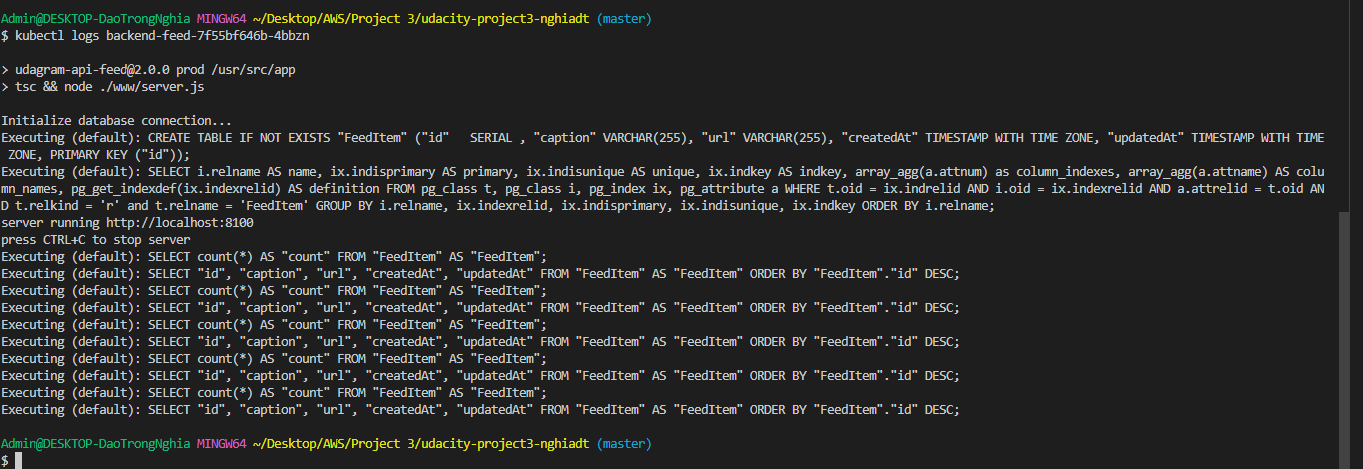 Admin@DESKTOP-DaoTrongNghia MINGW64 ~/Desktop/AWS/Project 3/udacity-project3-nghiadt (master)
$ kubectl logs backend-feed-7f55bf646b-4bbzn
> udagram-api-feed@2.0.0 prod /usr/src/app
> tsc && node ./www/server.js
Initialize database connection...
Executing (default): CREATE TABLE IF NOT EXISTS "FeedItem" ("id"   SERIAL , "caption" VARCHAR(255), "url" VARCHAR(255), "createdAt" TIMESTAMP WITH TIME ZONE, "updatedAt" TIMESTAMP WITH TIME
 ZONE, PRIMARY KEY ("id"));
Executing (default): SELECT i.relname AS name, ix.indisprimary AS primary, ix.indisunique AS unique, ix.indkey AS indkey, array_agg(a.attnum) as column_indexes, array_agg(a.attname) AS colu
mn_names, pg_get_indexdef(ix.indexrelid) AS definition FROM pg_class t, pg_class i, pg_index ix, pg_attribute a WHERE t.oid = ix.indrelid AND i.oid = ix.indexrelid AND a.attrelid = t.oid AN
D t.relkind = 'r' and t.relname = 'FeedItem' GROUP BY i.relname, ix.indexrelid, ix.indisprimary, ix.indisunique, ix.indkey ORDER BY i.relname;
server running http://localhost:8100
press CTRL+C to stop server
Executing (default): SELECT count(*) AS "count" FROM "FeedItem" AS "FeedItem";
Executing (default): SELECT "id", "caption", "url", "createdAt", "updatedAt" FROM "FeedItem" AS "FeedItem" ORDER BY "FeedItem"."id" DESC;
Executing (default): SELECT count(*) AS "count" FROM "FeedItem" AS "FeedItem";
Executing (default): SELECT "id", "caption", "url", "createdAt", "updatedAt" FROM "FeedItem" AS "FeedItem" ORDER BY "FeedItem"."id" DESC;
Executing (default): SELECT count(*) AS "count" FROM "FeedItem" AS "FeedItem";
Executing (default): SELECT "id", "caption", "url", "createdAt", "updatedAt" FROM "FeedItem" AS "FeedItem" ORDER BY "FeedItem"."id" DESC;
Executing (default): SELECT count(*) AS "count" FROM "FeedItem" AS "FeedItem";
Executing (default): SELECT "id", "caption", "url", "createdAt", "updatedAt" FROM "FeedItem" AS "FeedItem" ORDER BY "FeedItem"."id" DESC;
Executing (default): SELECT count(*) AS "count" FROM "FeedItem" AS "FeedItem";
Executing (default): SELECT "id", "caption", "url", "createdAt", "updatedAt" FROM "FeedItem" AS "FeedItem" ORDER BY "FeedItem"."id" DESC;
Admin@DESKTOP-DaoTrongNghia MINGW64 ~/Desktop/AWS/Project 3/udacity-project3-nghiadt (master)
$